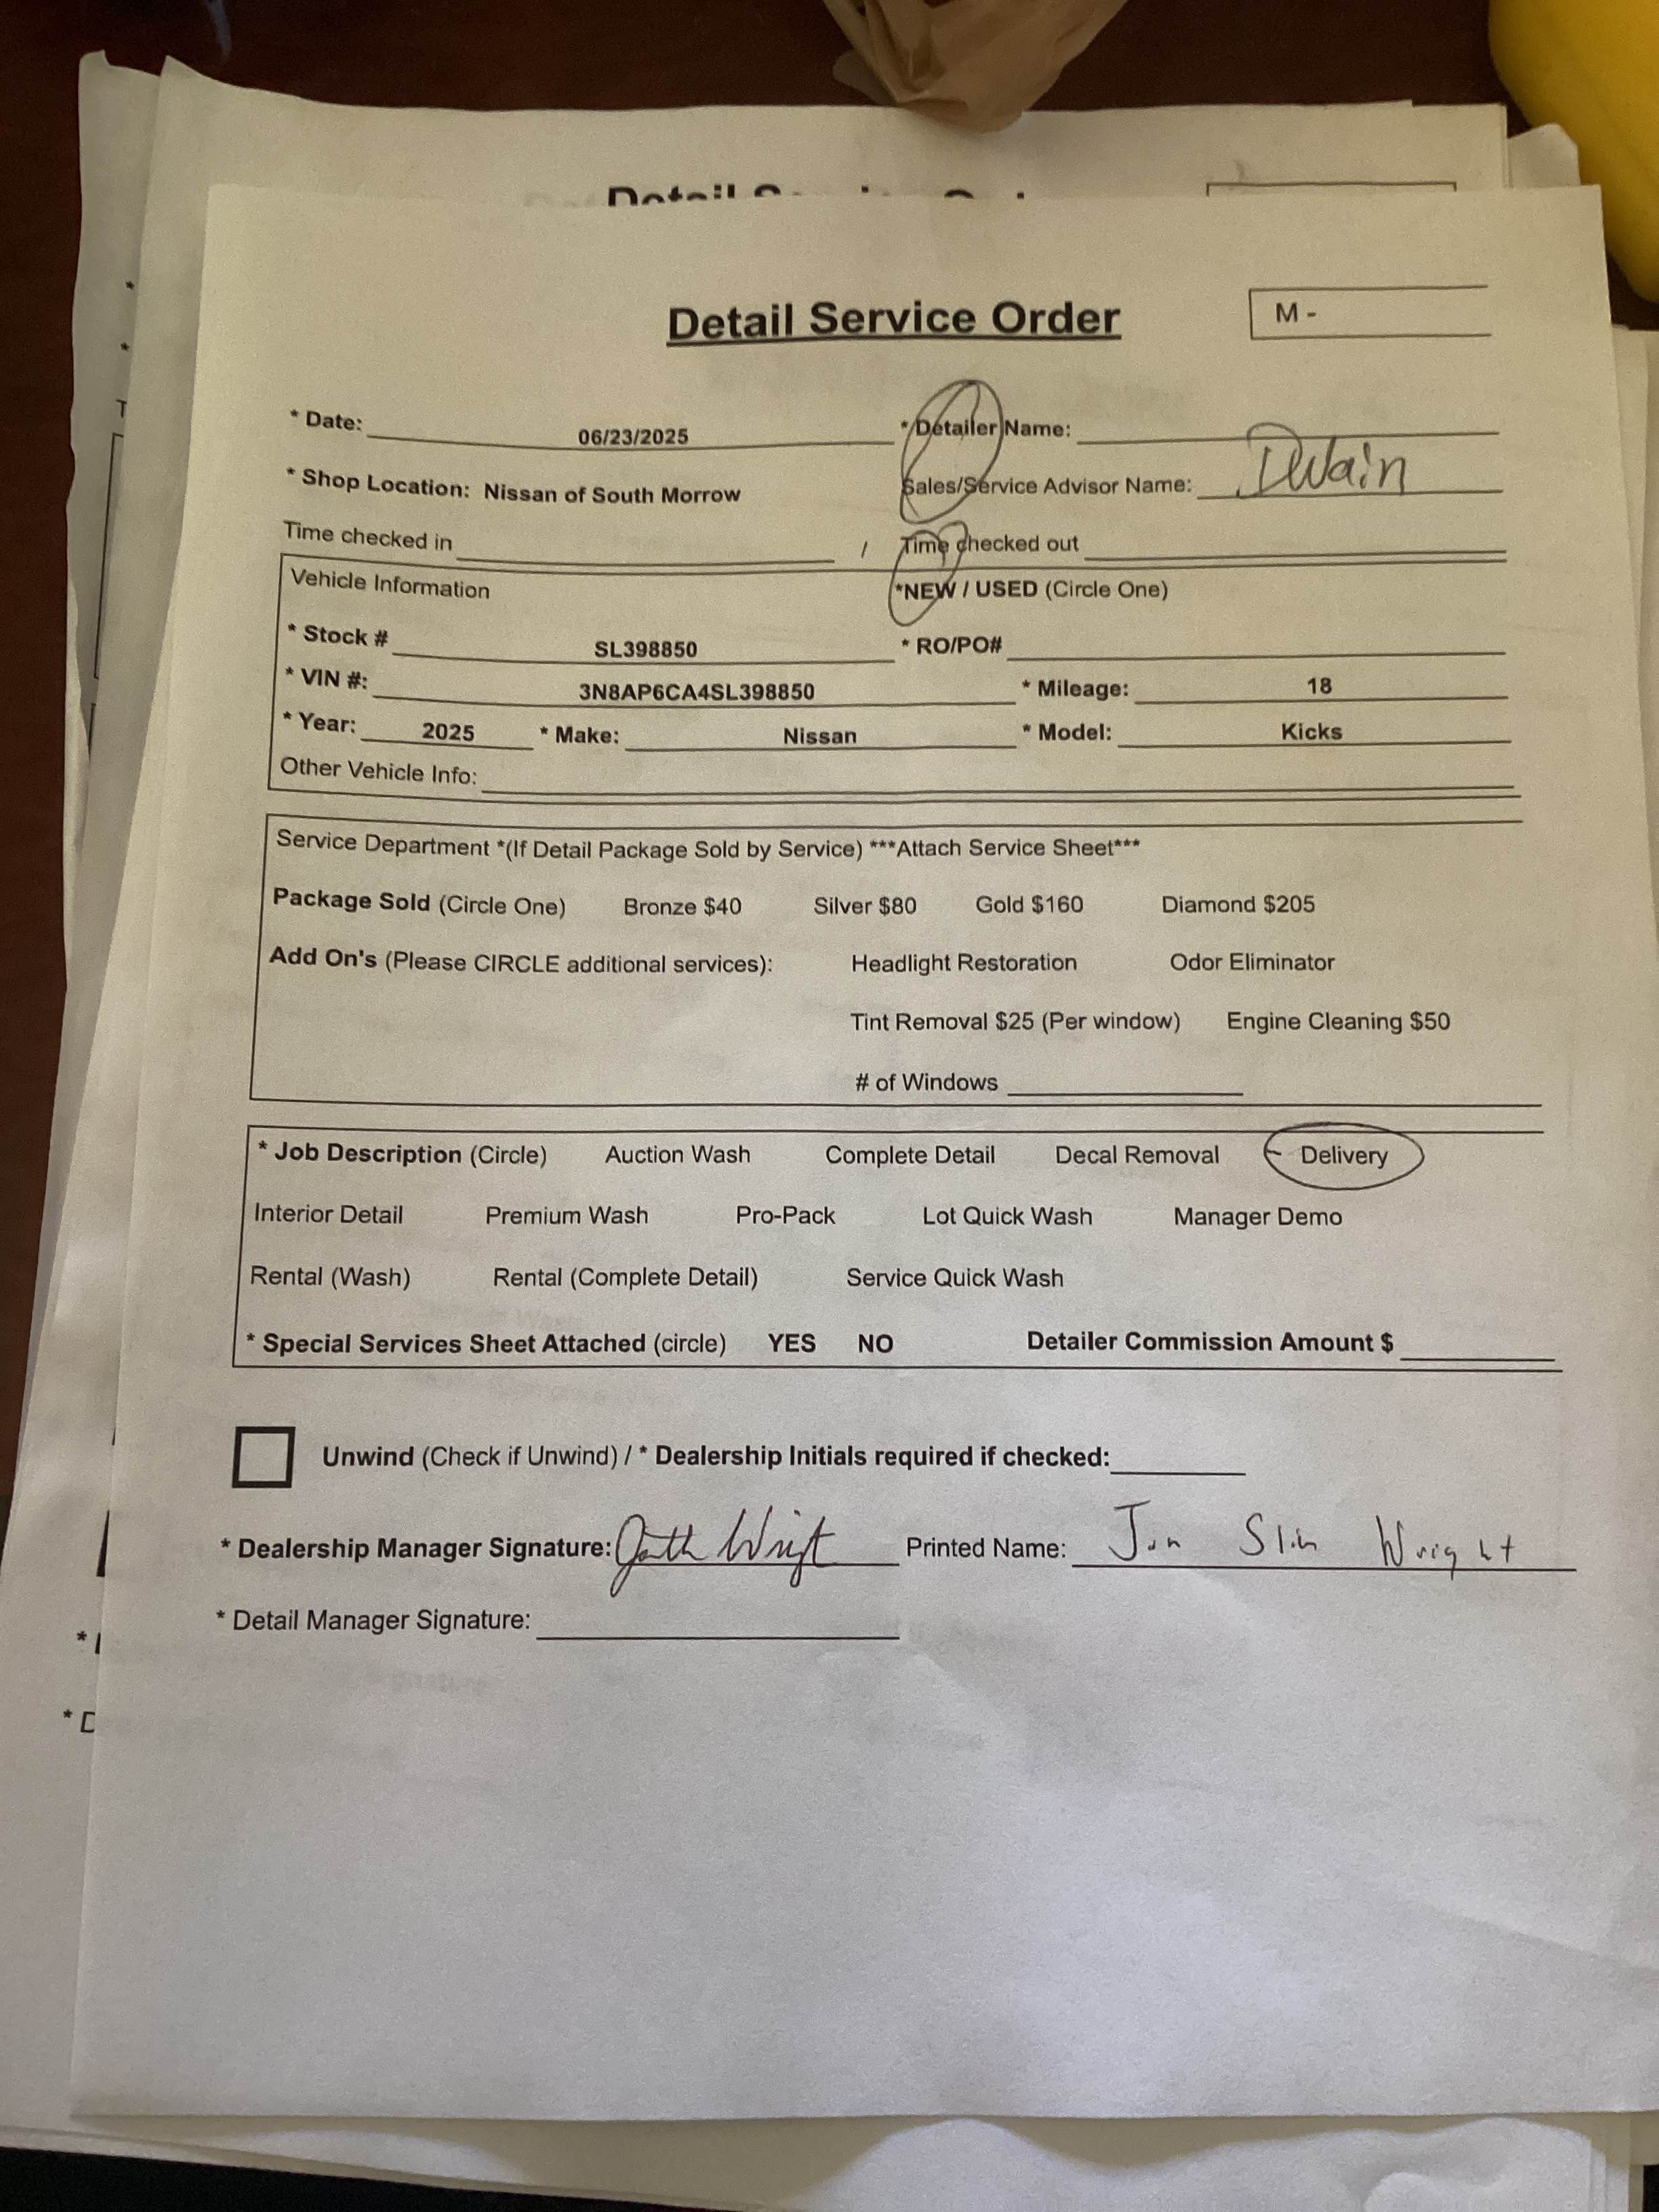 Detail Service Order
M -
* Date: 06/23/2025 * Detailer Name:
* Shop Location: Nissan of South Morrow Sales/Service Advisor Name: Dwain
Time checked in / Time checked out
Vehicle Information *NEW / USED (Circle One)
* Stock # SL398850 * RO/PO#
* VIN #: 3N8AP6CA4SL398850 * Mileage: 18
* Year: 2025 * Make: Nissan * Model: Kicks
Other Vehicle Info:
Service Department *(If Detail Package Sold by Service) ***Attach Service Sheet***
Package Sold (Circle One) Bronze $40 Silver $80 Gold $160 Diamond $205
Add On's (Please CIRCLE additional services): Headlight Restoration Odor Eliminator
Tint Removal $25 (Per window) Engine Cleaning $50
# of Windows
* Job Description (Circle) Auction Wash Complete Detail Decal Removal Delivery
Interior Detail Premium Wash Pro-Pack Lot Quick Wash Manager Demo
Rental (Wash) Rental (Complete Detail) Service Quick Wash
* Special Services Sheet Attached (circle) YES NO Detailer Commission Amount $
Unwind (Check if Unwind) / * Dealership Initials required if checked:
* Dealership Manager Signature: Wright Printed Name: Jon Slin Wright
* Detail Manager Signature: